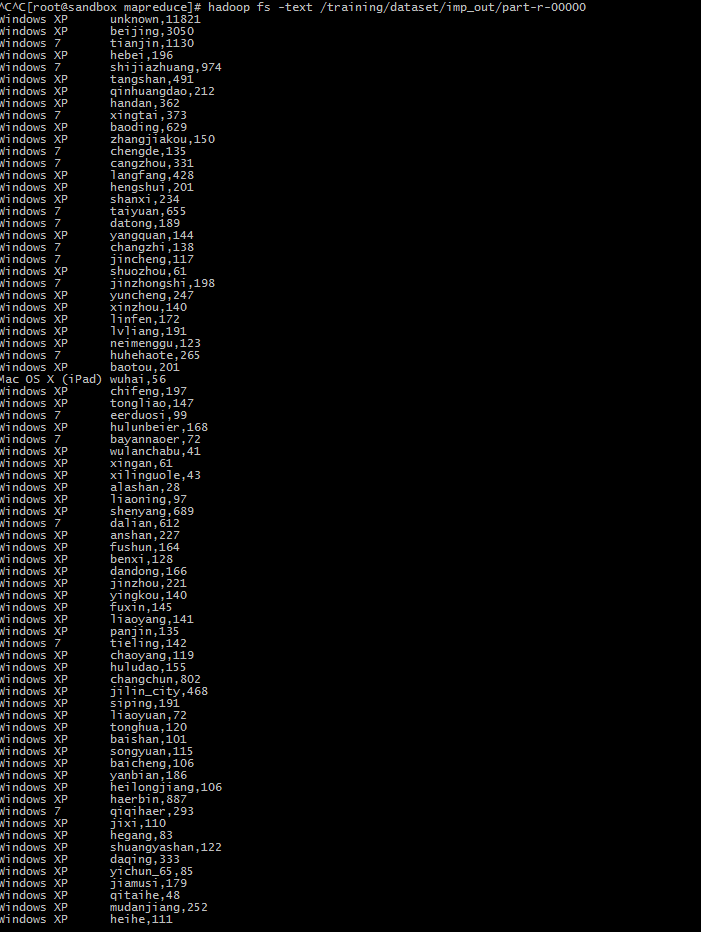 ^C^C[root@sandbox mapreduce]# hadoop fs -text /training/dataset/imp_out/part-r-00000
Windows XP unknown,11821
Windows XP beijing,3050
Windows 7 tianjin,1130
Windows XP hebei,196
Windows 7 shijiazhuang,974
Windows XP tangshan,491
Windows XP qinhuangdao,212
Windows XP handan,362
Windows 7 xingtai,373
Windows XP baoding,629
Windows XP zhangjiakou,150
Windows 7 chengde,135
Windows 7 cangzhou,331
Windows XP langfang,428
Windows XP hengshui,201
Windows XP shanxi,234
Windows 7 taiyuan,655
Windows 7 datong,189
Windows XP yangquan,144
Windows 7 changzhi,138
Windows 7 jincheng,117
Windows XP shuozhou,61
Windows 7 jinzhongshi,198
Windows XP yuncheng,247
Windows XP xinzhou,140
Windows XP linfen,172
Windows XP lvliang,191
Windows XP neimenggu,123
Windows 7 huhehaote,265
Windows XP baotou,201
Mac OS X (iPad) wuhai,56
Windows XP chifeng,197
Windows XP tongliao,147
Windows 7 eerduosi,99
Windows XP hulunbeier,168
Windows 7 bayannaoer,72
Windows XP wulanchabu,41
Windows XP xingan,61
Windows XP xilinguole,43
Windows XP alashan,28
Windows XP liaoning,97
Windows XP shenyang,689
Windows 7 dalian,612
Windows XP anshan,227
Windows XP fushun,164
Windows XP benxi,128
Windows XP dandong,166
Windows XP jinzhou,221
Windows XP yingkou,140
Windows XP fuxin,145
Windows XP liaoyang,141
Windows XP panjin,135
Windows 7 tieling,142
Windows XP chaoyang,119
Windows XP huludao,155
Windows XP changchun,802
Windows XP jilin_city,468
Windows XP siping,191
Windows XP liaoyuan,72
Windows XP tonghua,120
Windows XP baishan,101
Windows XP songyuan,115
Windows XP baicheng,106
Windows XP yanbian,186
Windows XP heilongjiang,106
Windows XP haerbin,887
Windows 7 qiqihaer,293
Windows XP jixi,110
Windows XP hegang,83
Windows XP shuangyashan,122
Windows XP daqing,333
Windows XP yichun_65,85
Windows XP jiamusi,179
Windows XP qitaihe,48
Windows XP mudanjiang,252
Windows XP heihe,111